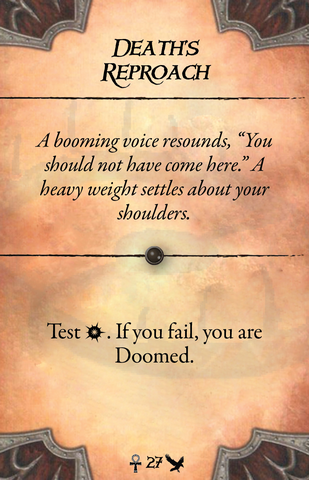 Death's
Reproach
A booming voice resounds, “You
should not have come here.” A
heavy weight settles about your
shoulders.
Test . If you fail, you are
Doomed.
27